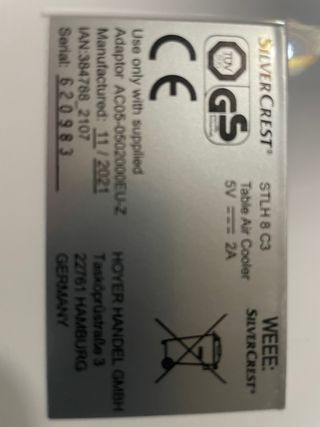 SILVERCREST®
STLH 8 C3
Table Air Cooler
5V 2A
WEEE:
SILVERCREST®
TÜV
GS
CE
Use only with supplied
Adaptor AC05-0502000EU-Z
Manufactured: 11 / 2021
IAN:384788_2107
Serial: 620983
HOYER HANDEL GMBH
Tasköprüstraße 3
22761 HAMBURG
GERMANY